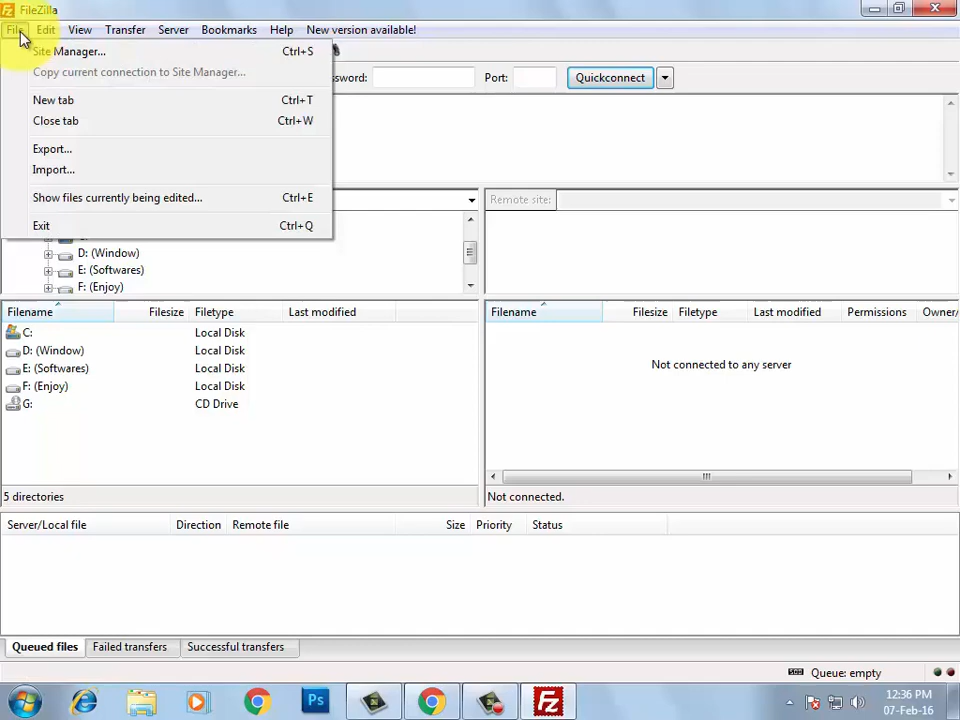 FileZilla
File Edit View Transfer Server Bookmarks Help New version available!
Site Manager... Ctrl+S
Copy current connection to Site Manager...
New tab Ctrl+T
Close tab Ctrl+W
Export...
Import...
Show files currently being edited... Ctrl+E
Exit Ctrl+Q
Port: Quickconnect
Remote site:
D: (Window)
E: (Softwares)
F: (Enjoy)
Filename Filesize Filetype Last modified
C: Local Disk
D: (Window) Local Disk
E: (Softwares) Local Disk
F: (Enjoy) Local Disk
G: CD Drive
5 directories
Filename Filesize Filetype Last modified Permissions Owner/
Not connected to any server
Not connected.
Server/Local file Direction Remote file Size Priority Status
Queued files Failed transfers Successful transfers
Queue: empty
Ps Fz
12:36 PM
07-Feb-16